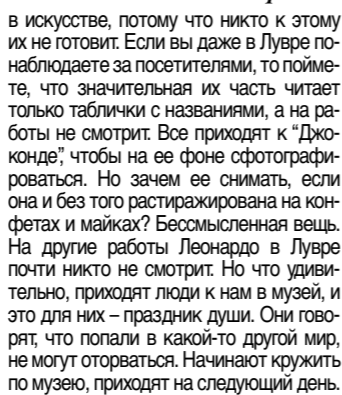 в искусстве, потому что никто к этому
их не готовит. Если вы даже в Лувре по-
наблюдаете за посетителями, то пойме-
те, что значительная их часть читает
только таблички с названиями, а на ра-
боты не смотрит. Все приходят к “Джо-
конде”, чтобы на ее фоне сфотографи-
роваться. Но зачем ее снимать, если
она и без того растиражирована на кон-
фетах и майках? Бессмысленная вещь.
На другие работы Леонардо в Лувре
почти никто не смотрит. Но что удиви-
тельно, приходят люди к нам в музей, и
это для них – праздник души. Они гово-
рят, что попали в какой-то другой мир,
не могут оторваться. Начинают кружить
по музею, приходят на следующий день.